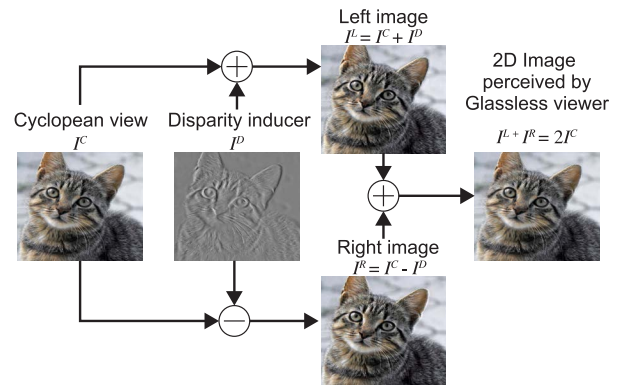 Left image
I^L = I^C + I^D
2D Image
perceived by
Glassless viewer
I^{L +} I^R = 2I^C
Cyclopean view
I^C
Disparity inducer
I^D
+
+
Right image
I^R = I^C - I^D
−